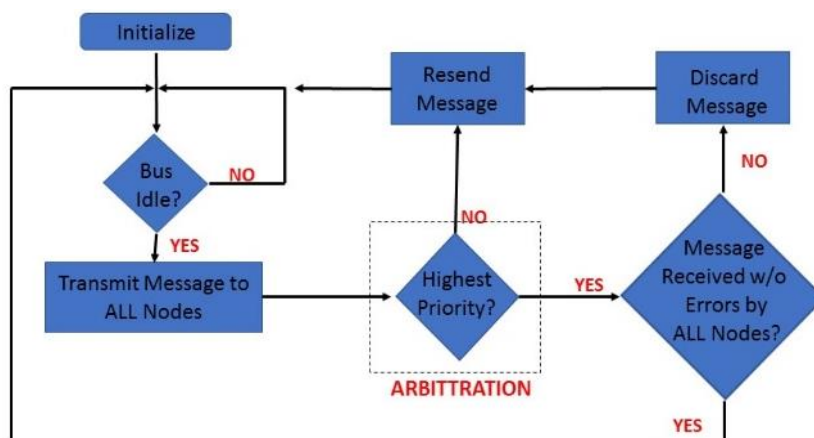 Initialize
Resend
Message
Discard
Message
Bus
Idle?
NO
YES
NO
NO
Transmit Message to
ALL Nodes
Highest
Priority?
YES
Message
Received w/o
Errors by
ALL Nodes?
ARBITTRATION
YES